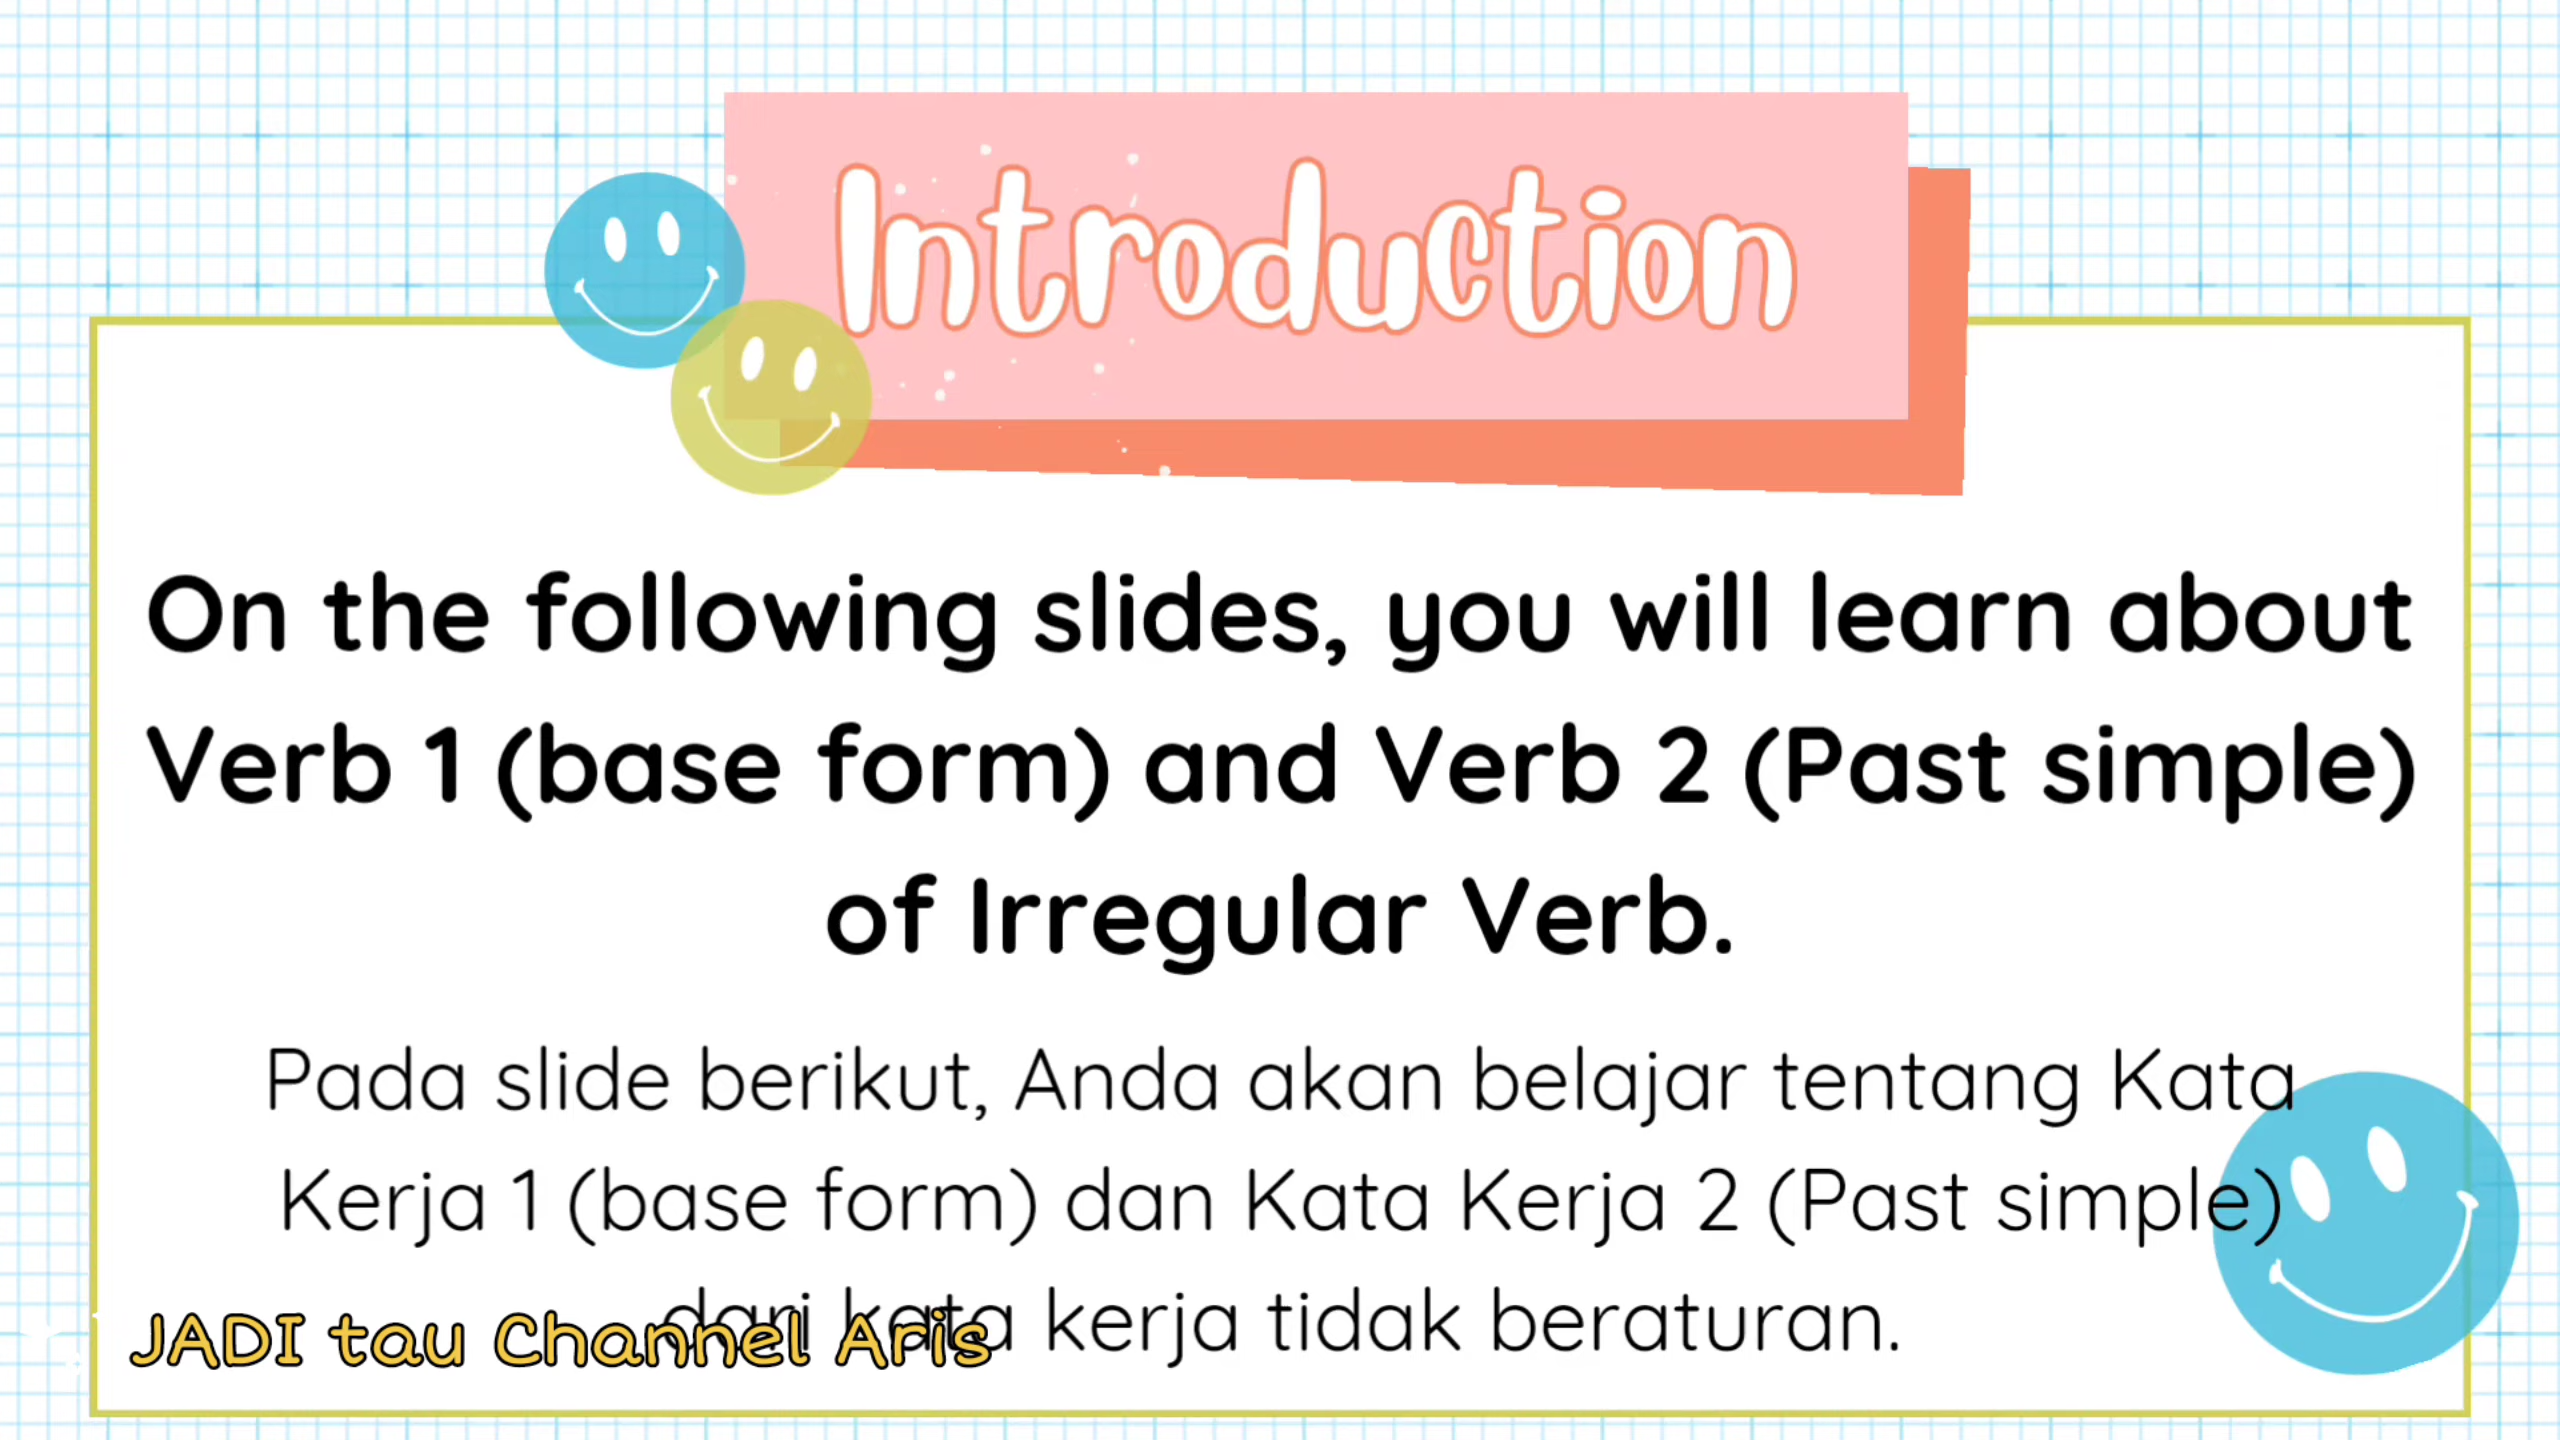 Introduction
On the following slides, you will learn about
Verb 1 (base form) and Verb 2 (Past simple)
of Irregular Verb.
Pada slide berikut, Anda akan belajar tentang Kata
Kerja 1 (base form) dan Kata Kerja 2 (Past simple)
dari kata kerja tidak beraturan.
JADI tau Channel Aris